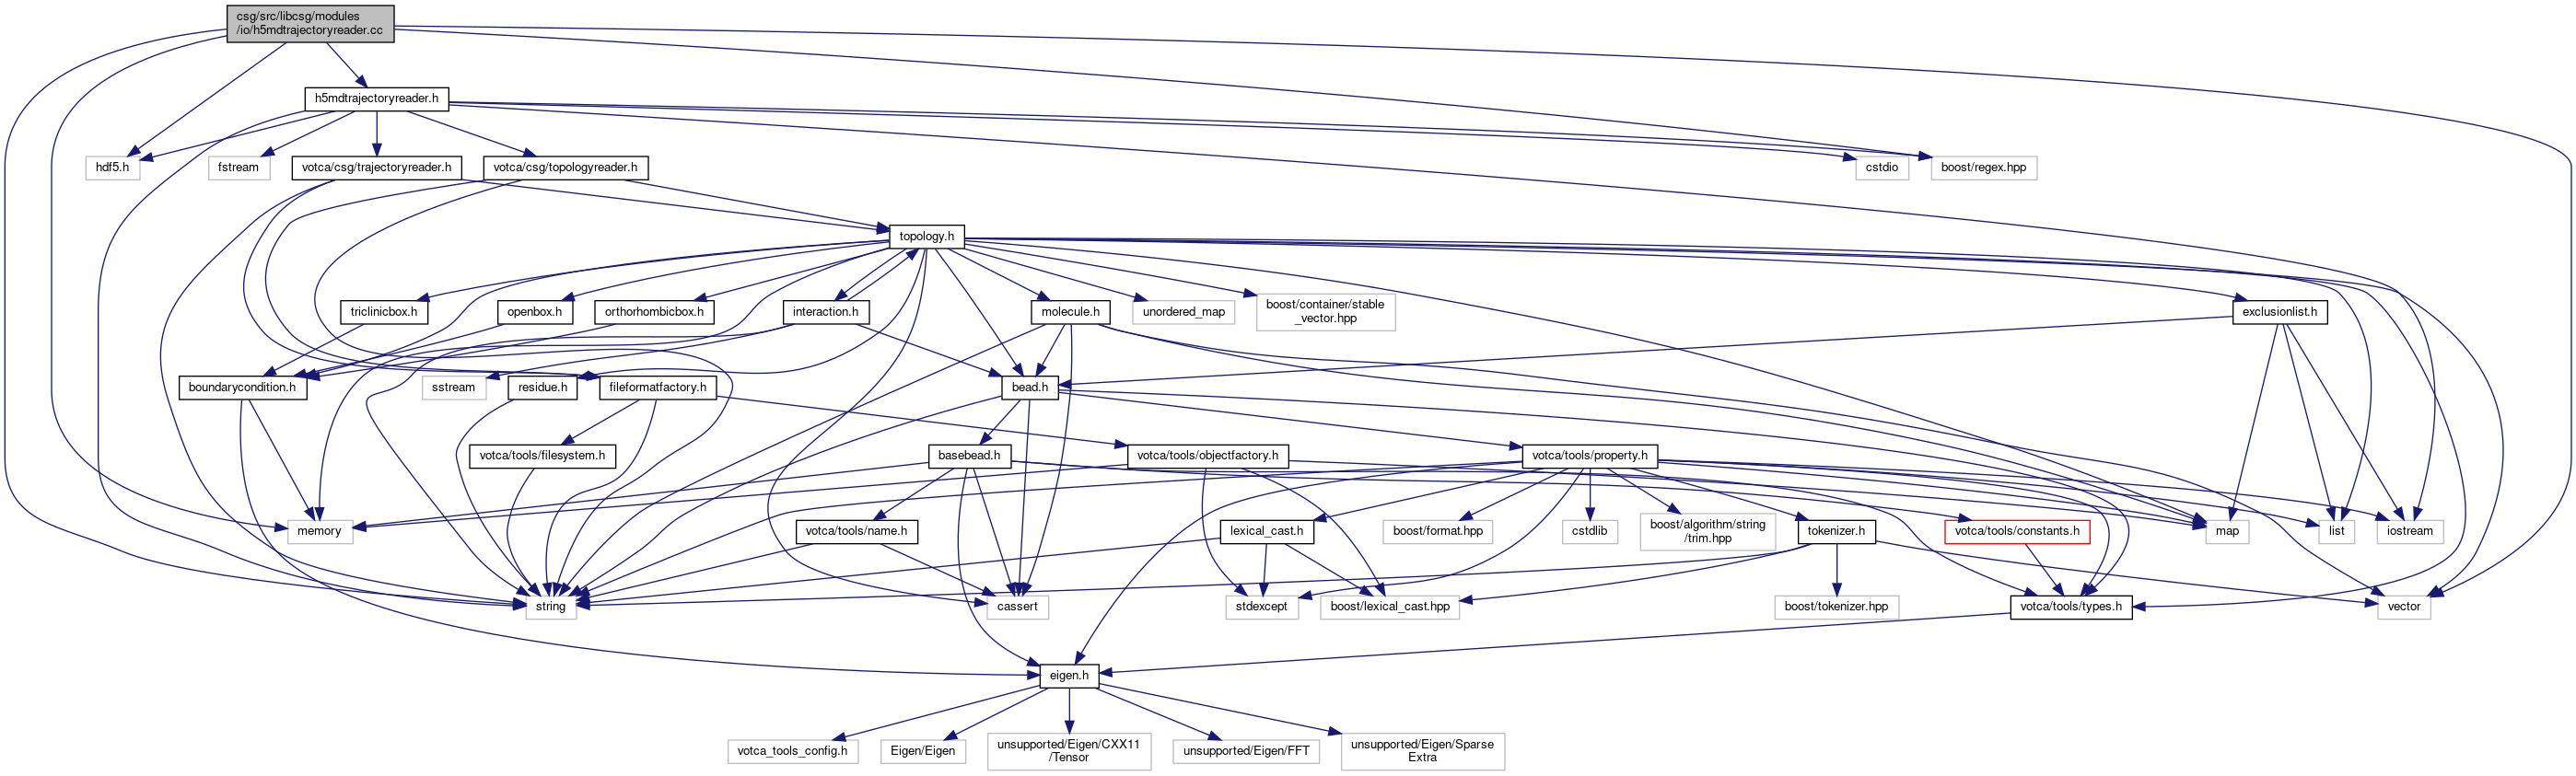 csg/src/libcsg/modules
/io/h5mdtrajectoryreader.cc
h5mdtrajectoryreader.h
hdf5.h
fstream
votca/csg/trajectoryreader.h
votca/csg/topologyreader.h
cstdio
boost/regex.hpp
topology.h
triclinicbox.h
openbox.h
orthorhombicbox.h
interaction.h
molecule.h
unordered_map
boost/container/stable
_vector.hpp
exclusionlist.h
boundarycondition.h
sstream
residue.h
fileformatfactory.h
bead.h
votca/tools/filesystem.h
basebead.h
votca/tools/objectfactory.h
votca/tools/property.h
memory
votca/tools/name.h
lexical_cast.h
boost/format.hpp
cstdlib
boost/algorithm/string
/trim.hpp
tokenizer.h
votca/tools/constants.h
map
list
iostream
string
cassert
stdexcept
boost/lexical_cast.hpp
boost/tokenizer.hpp
votca/tools/types.h
vector
eigen.h
votca_tools_config.h
Eigen/Eigen
unsupported/Eigen/CXX11
/Tensor
unsupported/Eigen/FFT
unsupported/Eigen/Sparse
Extra